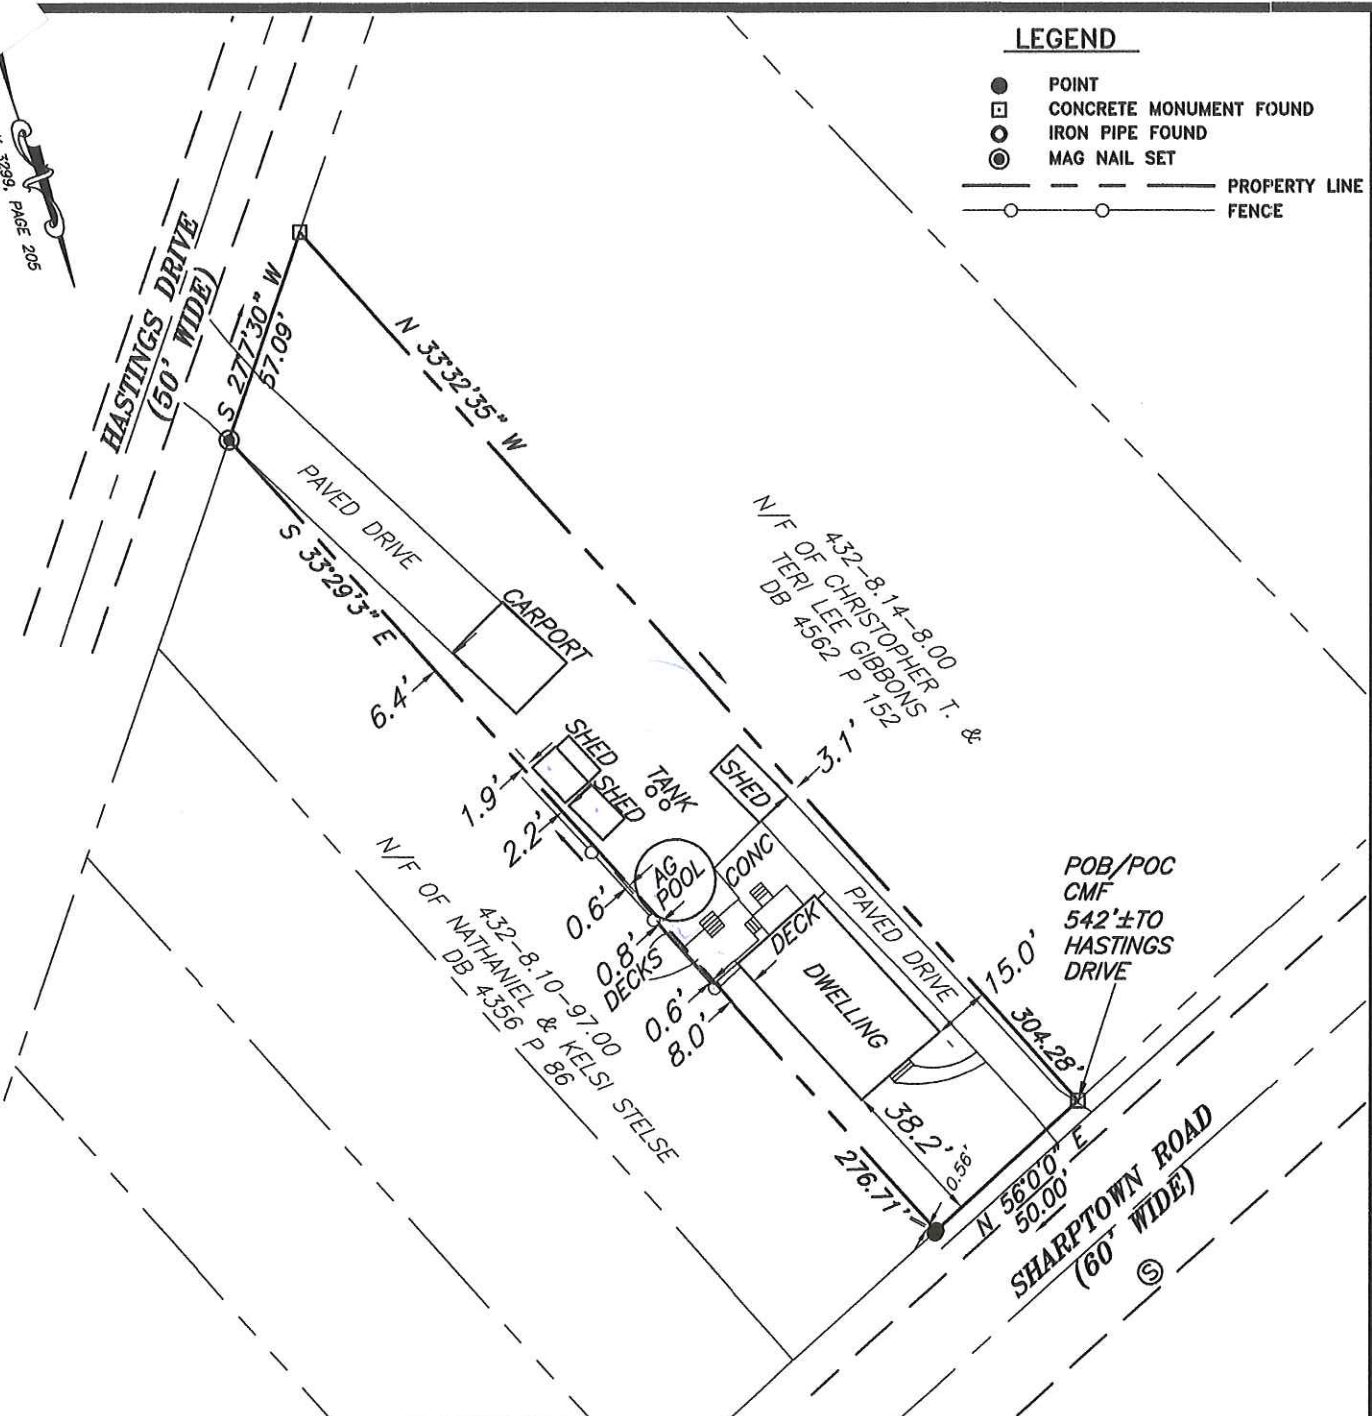 LEGEND
POINT
CONCRETE MONUMENT FOUND
IRON PIPE FOUND
MAG NAIL SET
PROPERTY LINE
FENCE
3299, PAGE 205
HASTINGS DRIVE
(50' WIDE)
S 27°17'30" W
57.09'
N 33°32'35" W
PAVED DRIVE
S 33°29'3" E
CARPORT
6.4'
432-8.14-8.00
N/F OF CHRISTOPHER T. &
TERI LEE GIBBONS
DB 4562 P 152
3.1'
SHED
SHED
TANK
SHED
1.9'
2.2'
AG
POOL
CONC
0.6'
0.8'
DECKS
DECK
PAVED DRIVE
DWELLING
0.6'
8.0'
15.0'
304.28'
POB/POC
CMF
542'±TO
HASTINGS
DRIVE
432-8.10-97.00
N/F OF NATHANIEL & KELSI STELSE
DB 4356 P 86
38.2'
0.56'
276.71'
N 56°0'0" E
50.00'
SHARPTOWN ROAD
(60' WIDE)
S